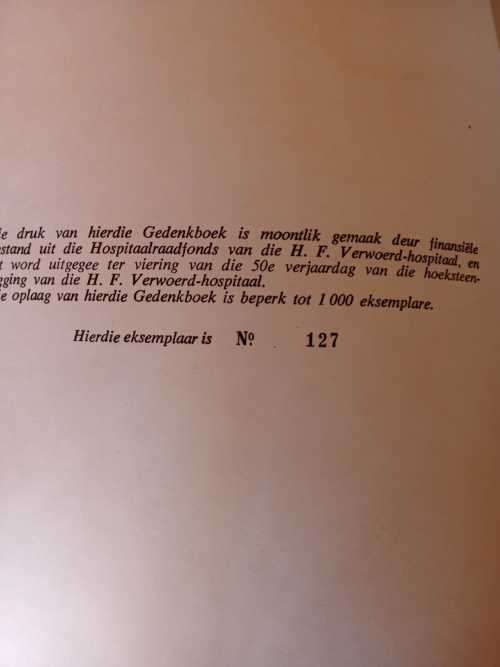 ie druk van hierdie Gedenkboek is moontlik gemaak deur finansiële
stand uit die Hospitaalraadfonds van die H. F. Verwoerd-hospitaal, en
t word uitgegee ter viering van die 50e verjaardag van die hoeksteen-
gging van die H. F. Verwoerd-hospitaal.
e oplaag van hierdie Gedenkboek is beperk tot 1 000 eksemplare.
Hierdie eksemplaar is Nº 127